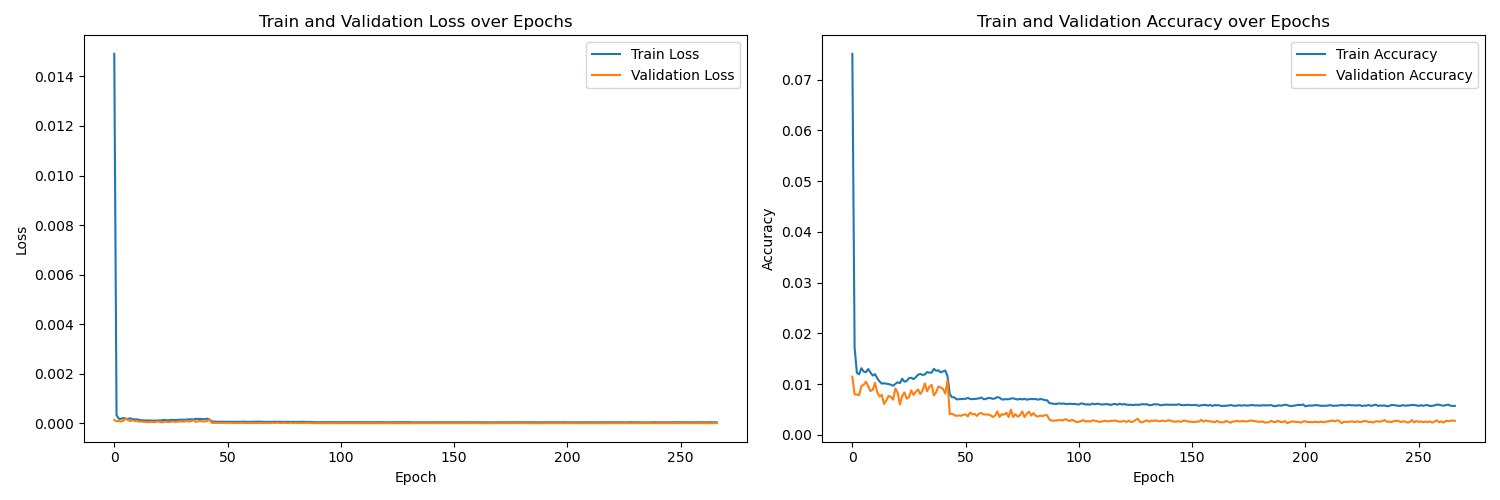 Train and Validation Loss over Epochs
Train Loss
Validation Loss
0.014
0.012
0.010
0.008
0.006
0.004
0.002
0.000
Loss
0
50
100
150
200
250
Epoch
Train and Validation Accuracy over Epochs
Train Accuracy
Validation Accuracy
0.07
0.06
0.05
0.04
0.03
0.02
0.01
0.00
Accuracy
0
50
100
150
200
250
Epoch